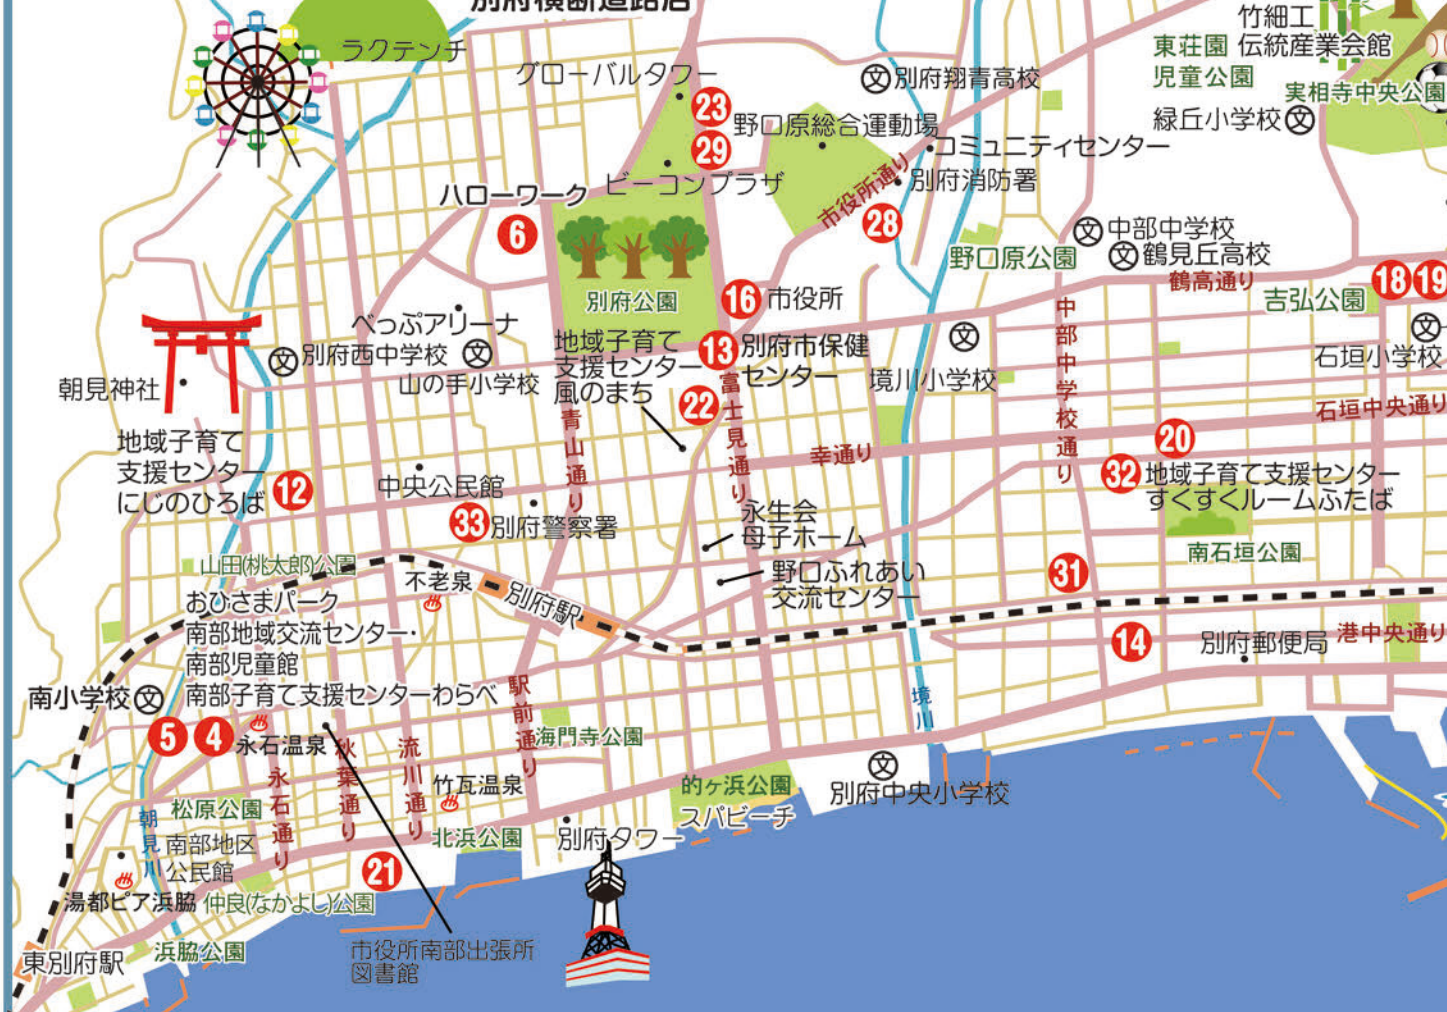 別府横断道路店
ラクテンチ
グローバルタワー
23
29
野口原総合運動場
ビーコンプラザ
文
別府翔青高校
コミュニティセンター
別府消防署
市役所通り
28
竹細工
伝統産業会館
東荘園
児童公園
実相寺中央公園
緑丘小学校
文
ハローワーク
6
別府公園
16
市役所
野口原公園
文
中部中学校
文
鶴見丘高校
鶴高通り
吉弘公園
18
19
べっぷアリーナ
文
別府西中学校
文
山の手小学校
朝見神社
地域子育て
支援センター
風のまち
13
別府市保健
センター
22
富士見通り
文
境川小学校
中部中学校通り
文
石垣小学校
石垣中央通り
青山通り
幸通り
20
32
地域子育て支援センター
すくすくルームふたば
南石垣公園
地域子育て
支援センター
にじのひろば
12
中央公民館
33
別府警察署
永生会
母子ホーム
野口ふれあい
交流センター
31
山田(桃太郎)公園
不老泉
別府駅
おひさまパーク
南部地域交流センター・
南部児童館
南部子育て支援センターわらべ
南小学校
文
5
4
永石温泉
14
別府郵便局
港中央通り
境川
駅前通り
海門寺公園
秋葉通り
流川通り
永石通り
竹瓦温泉
松原公園
朝見川
南部地区
公民館
北浜公園
別府タワー
的ヶ浜公園
スパビーチ
文
別府中央小学校
21
湯都ピア浜脇
仲良(なかよし)公園
浜脇公園
東別府駅
市役所南部出張所
図書館